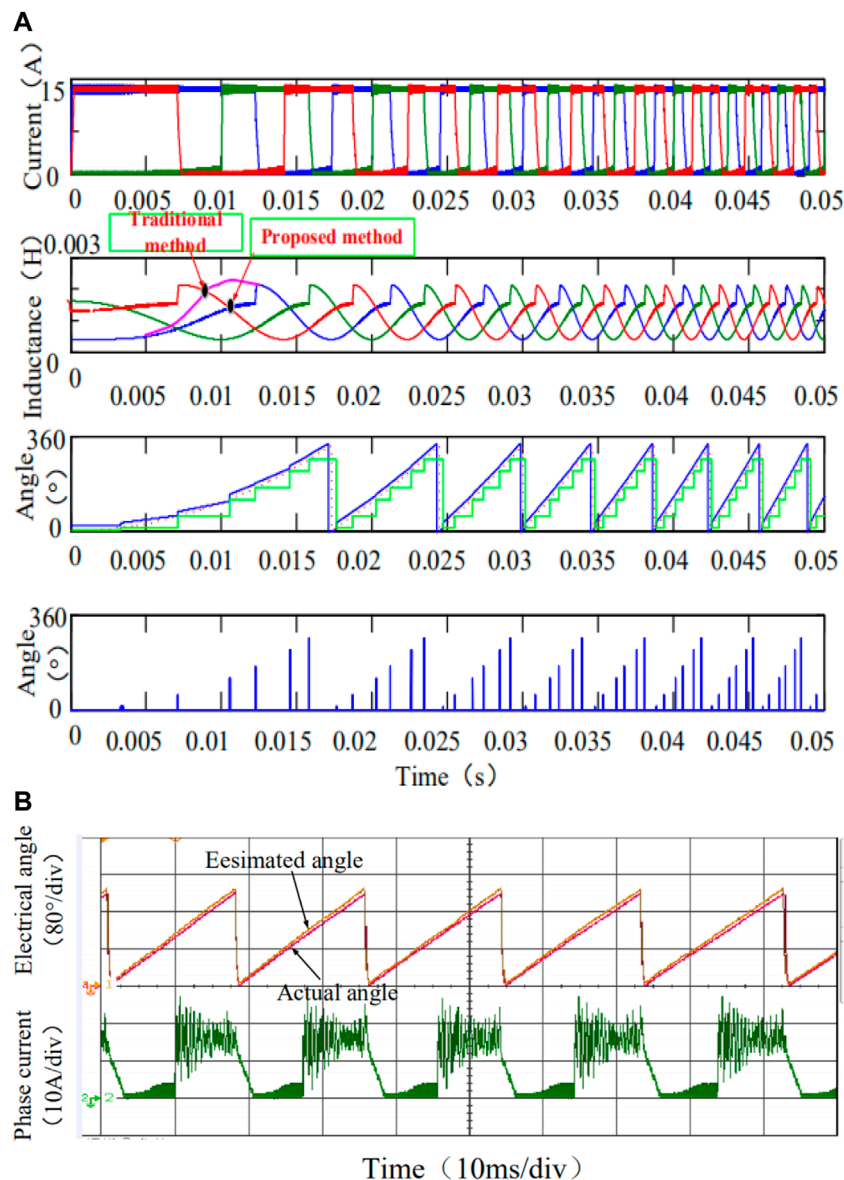 A
Current (A)
15
0
0 0.005 0.01 0.015 0.02 0.025 0.03 0.035 0.04 0.045 0.05
Traditional
method
Proposed method
Inductance (H)
0.003
0
0 0.005 0.01 0.015 0.02 0.025 0.03 0.035 0.04 0.045 0.05
Angle
(°)
360
0
0 0.005 0.01 0.015 0.02 0.025 0.03 0.035 0.04 0.045 0.05
Angle
(°)
360
0
0 0.005 0.01 0.015 0.02 0.025 0.03 0.035 0.04 0.045 0.05
Time (s)
B
Electrical angle
(80°/div)
Eesimated angle
Actual angle
1
Phase current
(10A/div)
2 2
Time (10ms/div)